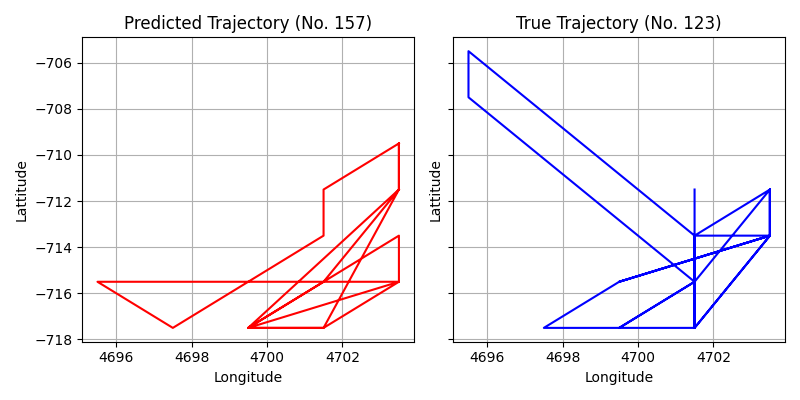 Predicted Trajectory (No. 157)
True Trajectory (No. 123)
−706
−708
−710
−712
−714
−716
−718
Lattitude
Lattitude
4696 4698 4700 4702
4696 4698 4700 4702
Longitude
Longitude